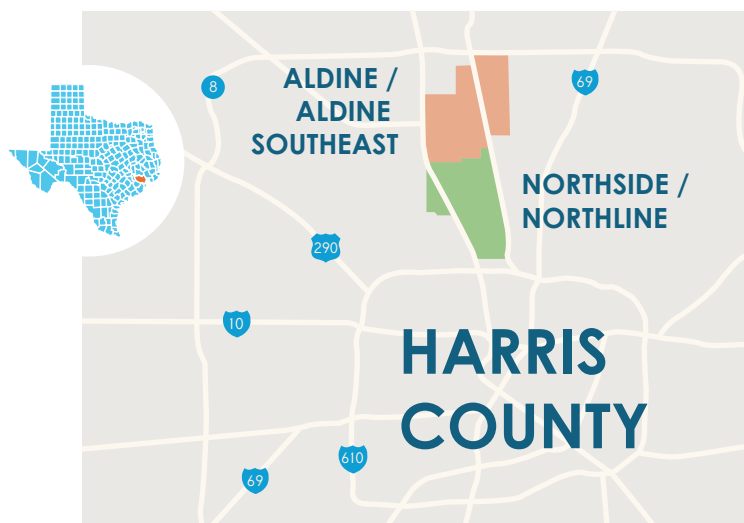 8
ALDINE /
ALDINE
SOUTHEAST
69
NORTHSIDE /
NORTHLINE
290
10
HARRIS
COUNTY
610
69